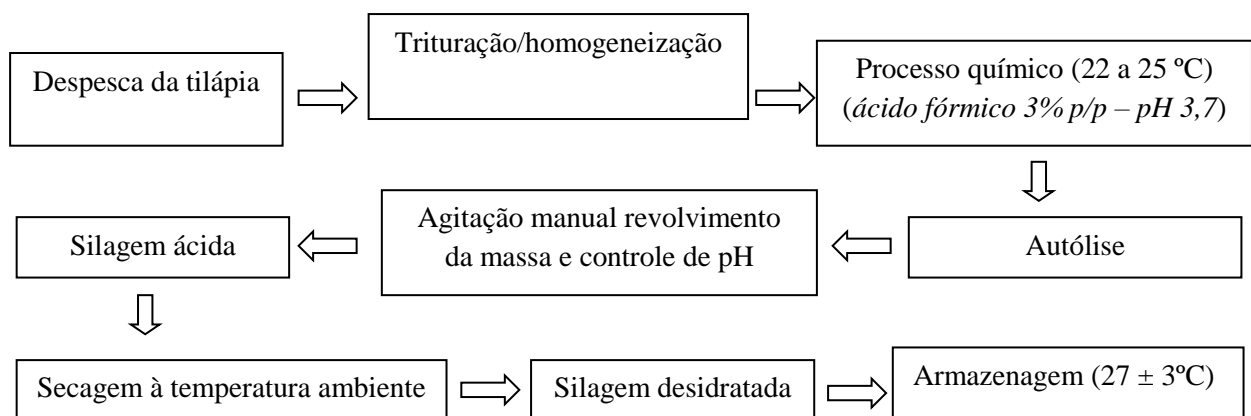 Despesca da tilápia
Trituração/homogeneização
Processo químico (22 a 25 ºC)
(ácido fórmico 3% p/p – pH 3,7)
Autólise
Agitação manual revolvimento
da massa e controle de pH
Silagem ácida
Secagem à temperatura ambiente
Silagem desidratada
Armazenagem (27 ± 3ºC)